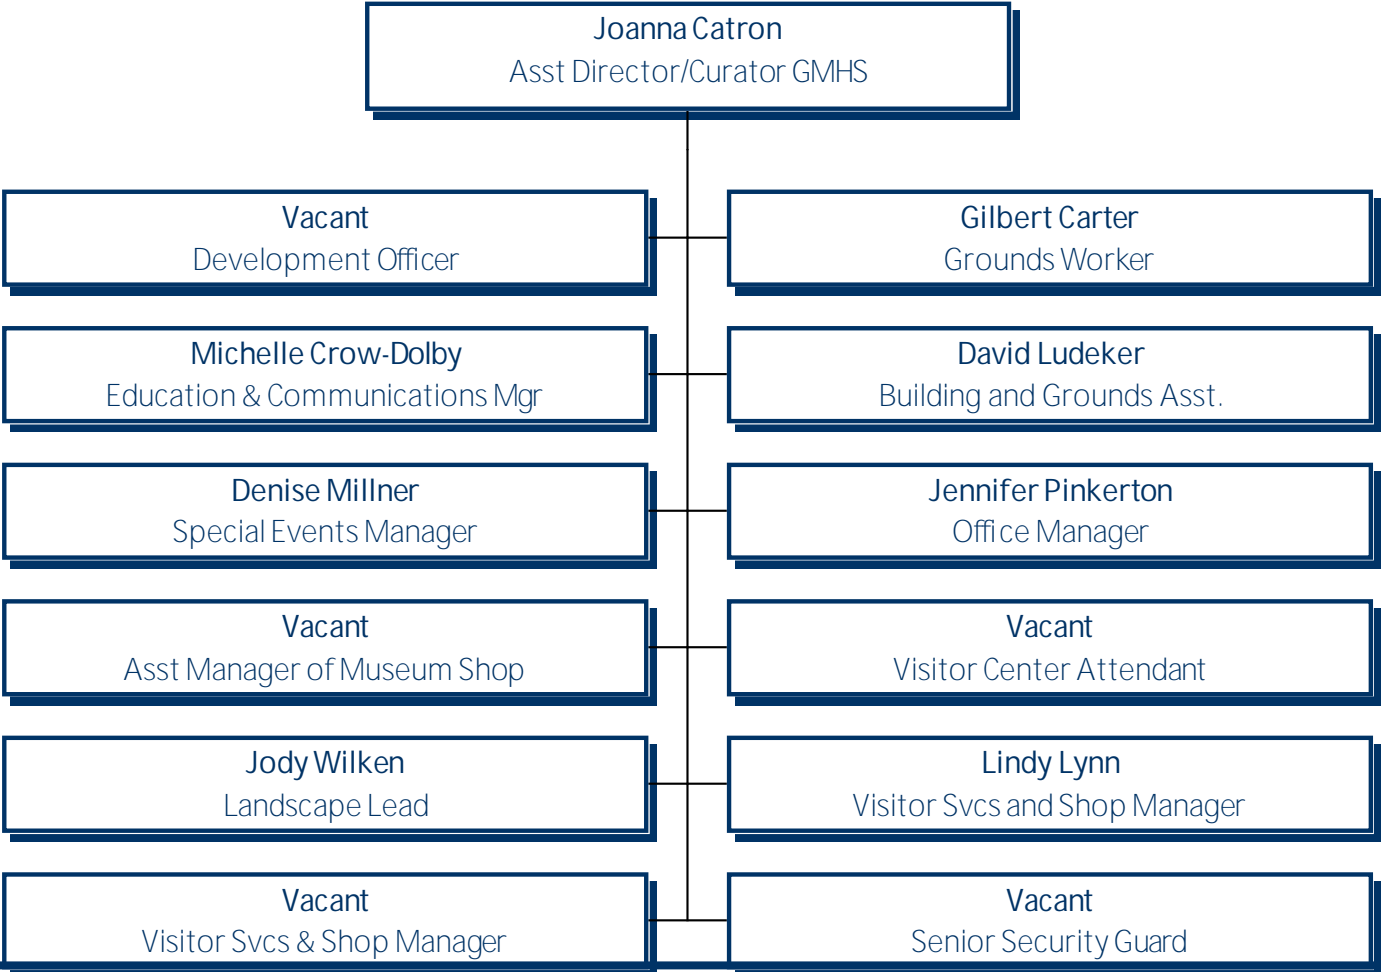 Joanna Catron
Asst Director/Curator GMHS
Vacant
Development Officer
Gilbert Carter
Grounds Worker
Michelle Crow-Dolby
Education & Communications Mgr
David Ludeker
Building and Grounds Asst.
Denise Millner
Special Events Manager
Jennifer Pinkerton
Office Manager
Vacant
Asst Manager of Museum Shop
Vacant
Visitor Center Attendant
Jody Wilken
Landscape Lead
Lindy Lynn
Visitor Svcs and Shop Manager
Vacant
Visitor Svcs & Shop Manager
Vacant
Senior Security Guard